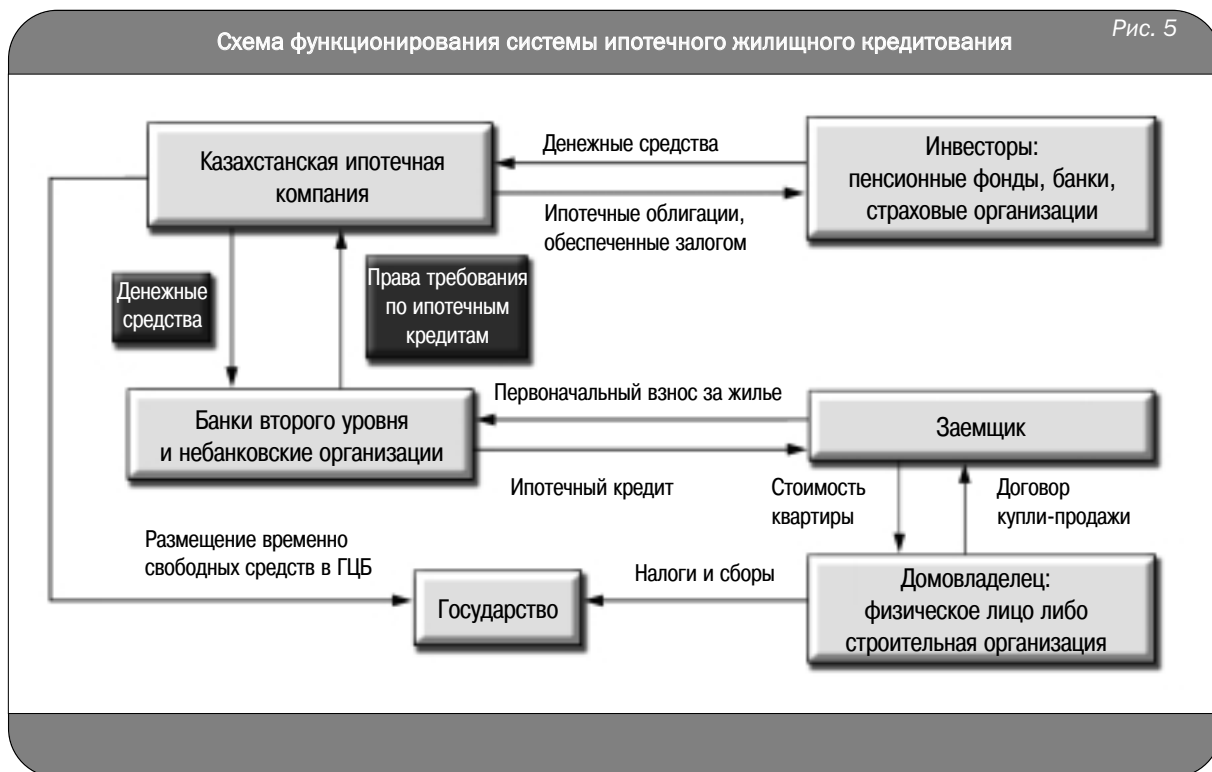 Рис. 5
Схема функционирования системы ипотечного жилищного кредитования
Казахстанская ипотечная
компания
Денежные средства
Ипотечные облигации,
обеспеченные залогом
Инвесторы:
пенсионные фонды, банки,
страховые организации
Денежные
средства
Права требования
по ипотечным
кредитам
Банки второго уровня
и небанковские организации
Первоначальный взнос за жилье
Ипотечный кредит
Заемщик
Стоимость
квартиры
Договор
купли-продажи
Размещение временно
свободных средств в ГЦБ
Государство
Налоги и сборы
Домовладелец:
физическое лицо либо
строительная организация